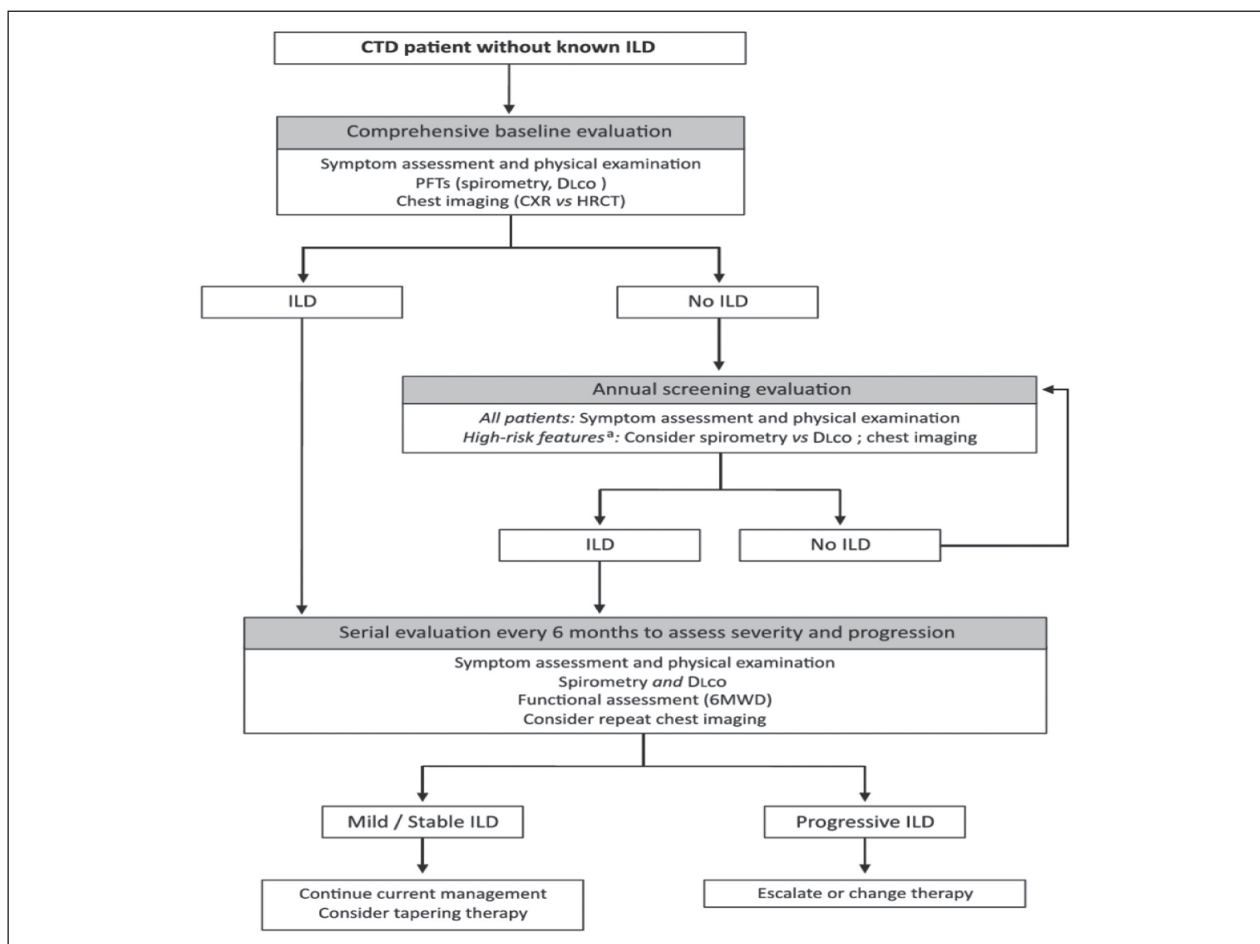 CTD patient without known ILD
Comprehensive baseline evaluation
Symptom assessment and physical examination
PFTs (spirometry, DLco )
Chest imaging (CXR vs HRCT)
ILD
No ILD
Annual screening evaluation
All patients: Symptom assessment and physical examination
High-risk featuresᵃ: Consider spirometry vs DLco ; chest imaging
ILD
No ILD
Serial evaluation every 6 months to assess severity and progression
Symptom assessment and physical examination
Spirometry and DLco
Functional assessment (6MWD)
Consider repeat chest imaging
Mild / Stable ILD
Progressive ILD
Continue current management
Consider tapering therapy
Escalate or change therapy